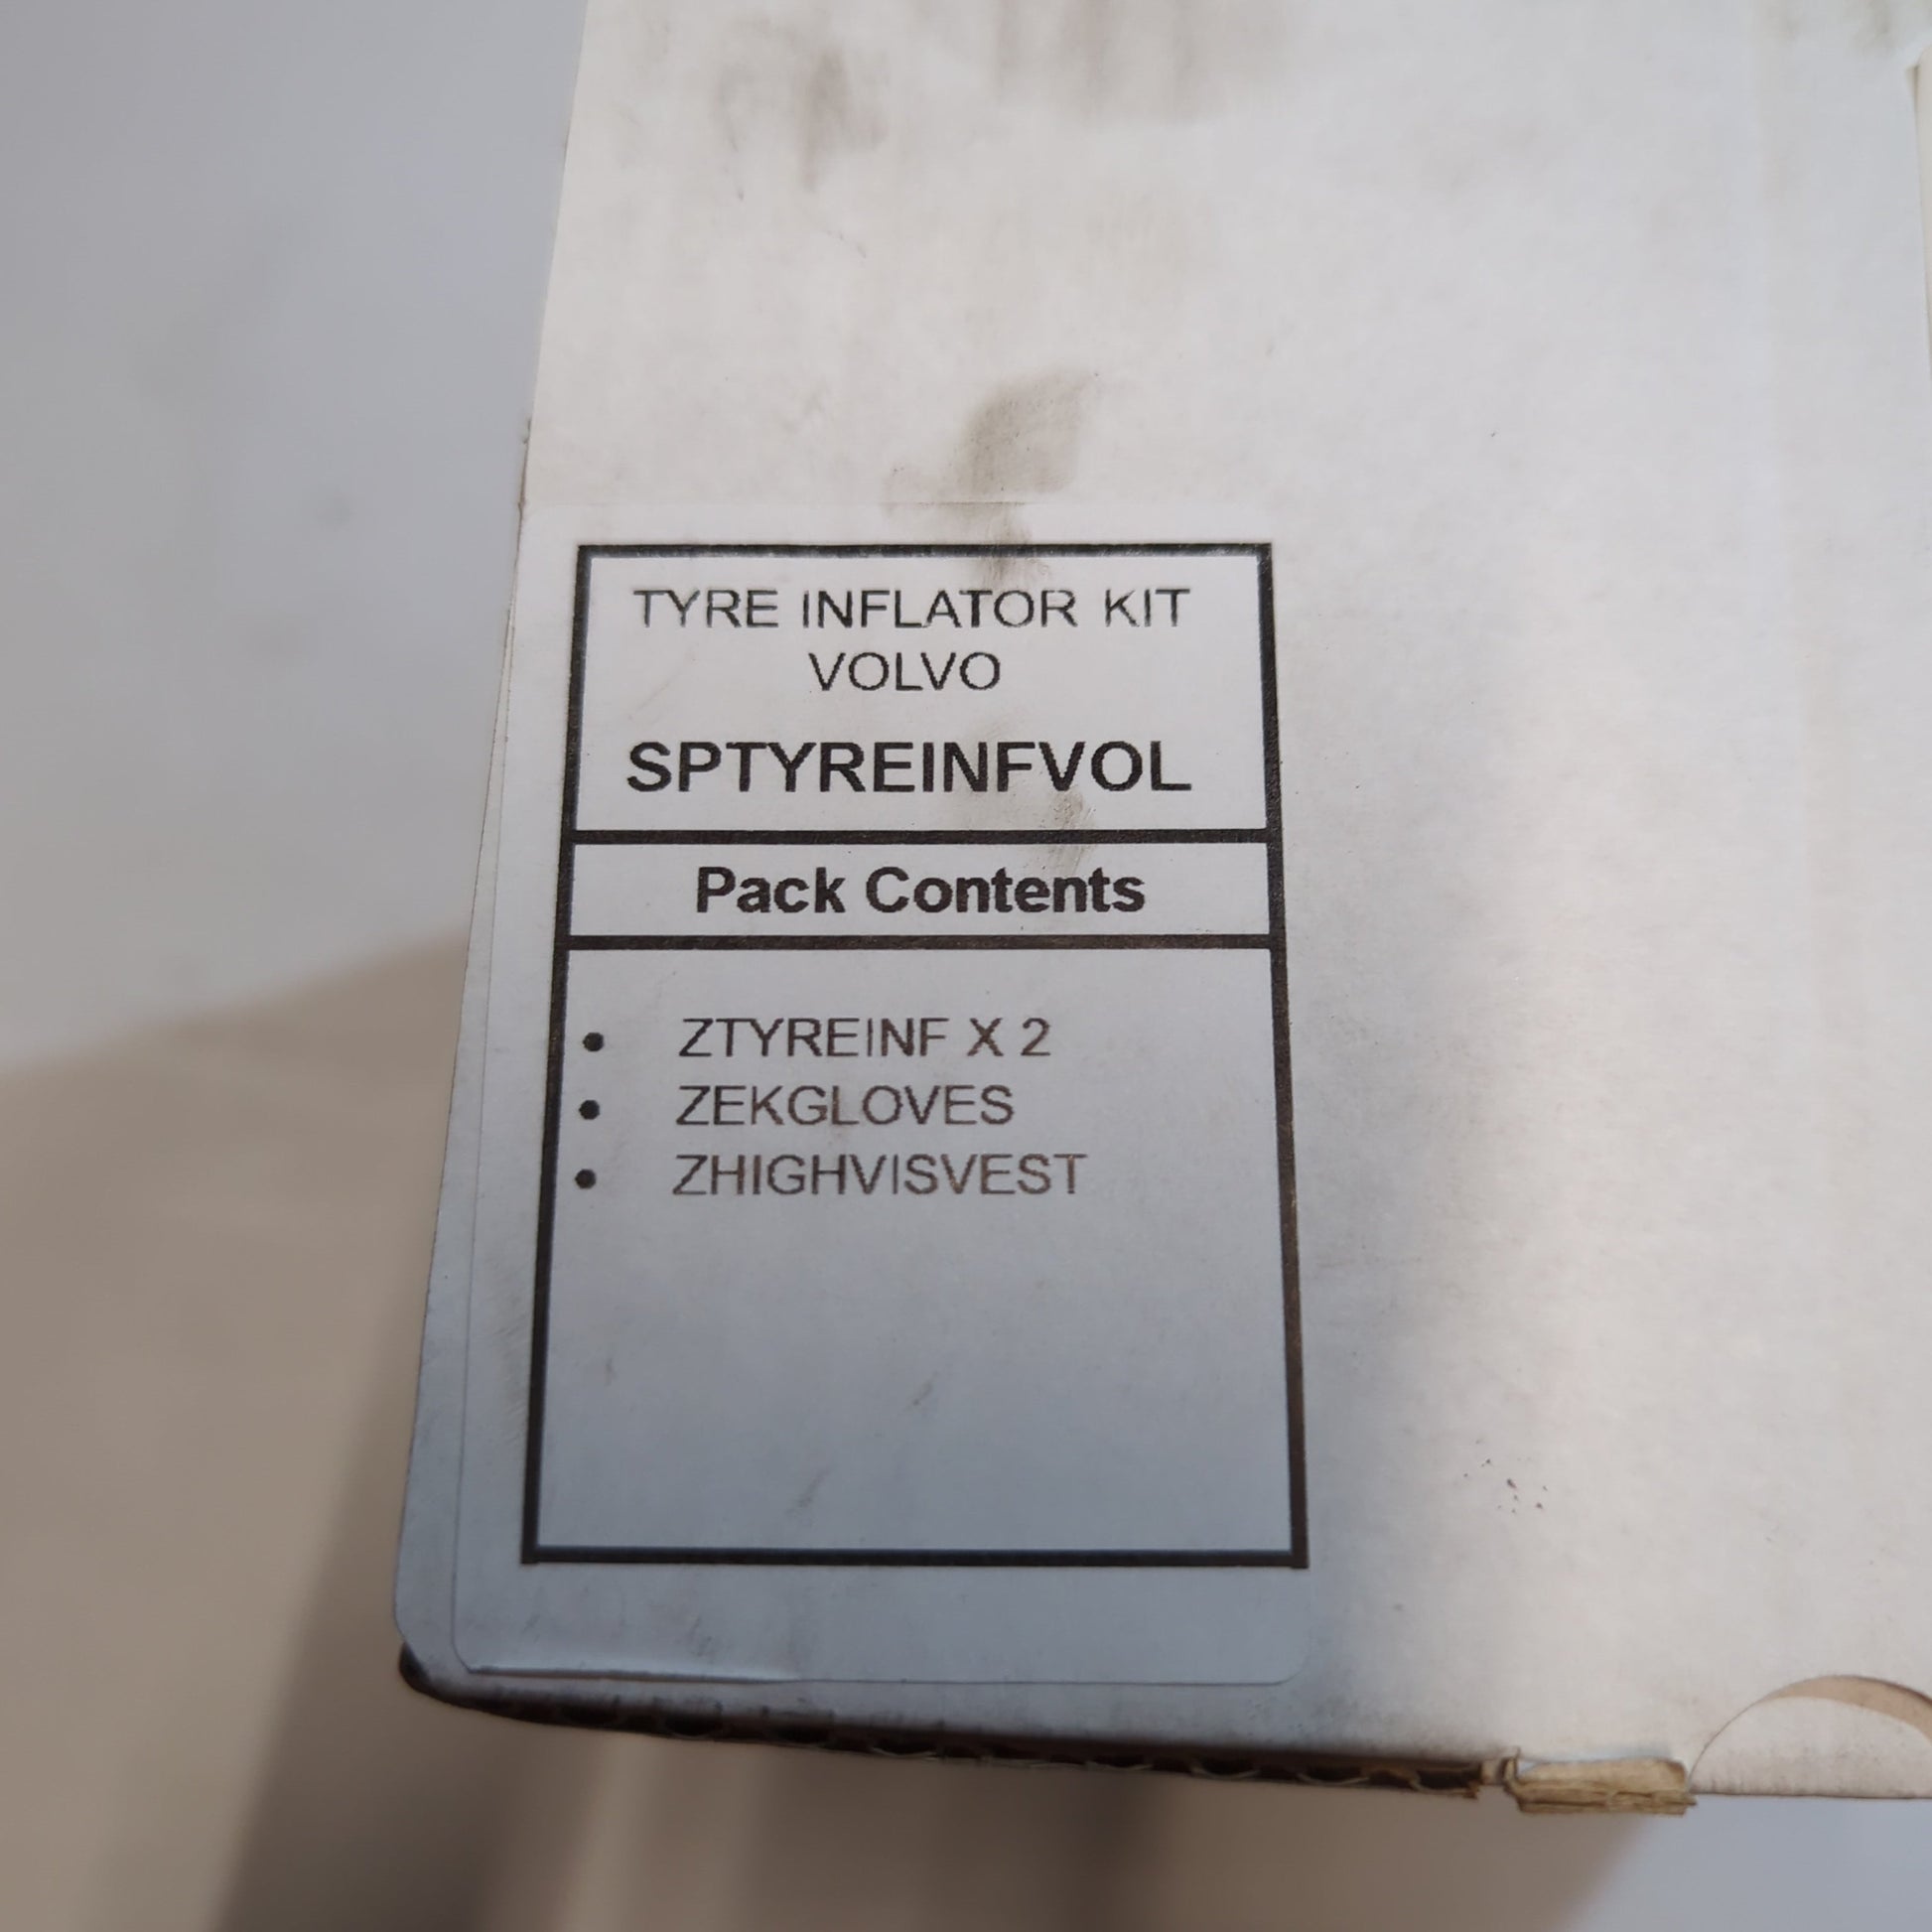 TYRE INFLATOR KIT
VOLVO
SPTYREINFVOL
Pack Contents
• ZTYREINF X 2
• ZEKGLOVES
• ZHIGHVISVEST